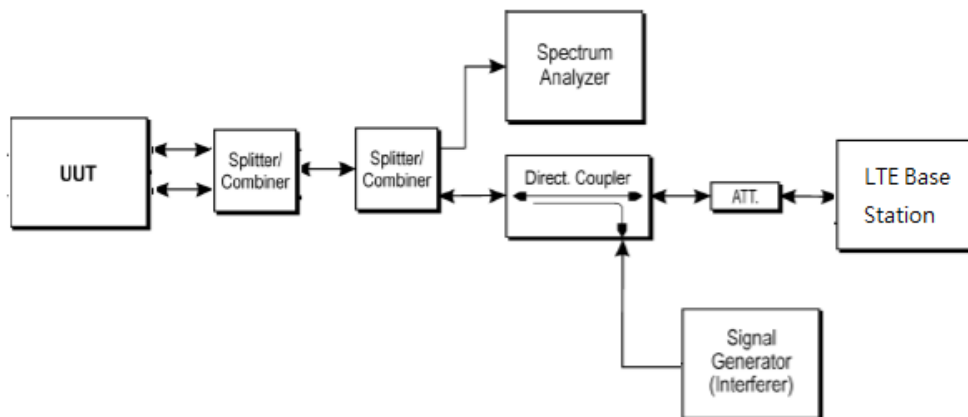 Spectrum
Analyzer
UUT
Splitter/
Combiner
Splitter/
Combiner
Direct. Coupler
ATT.
LTE Base
Station
Signal
Generator
(Interferer)